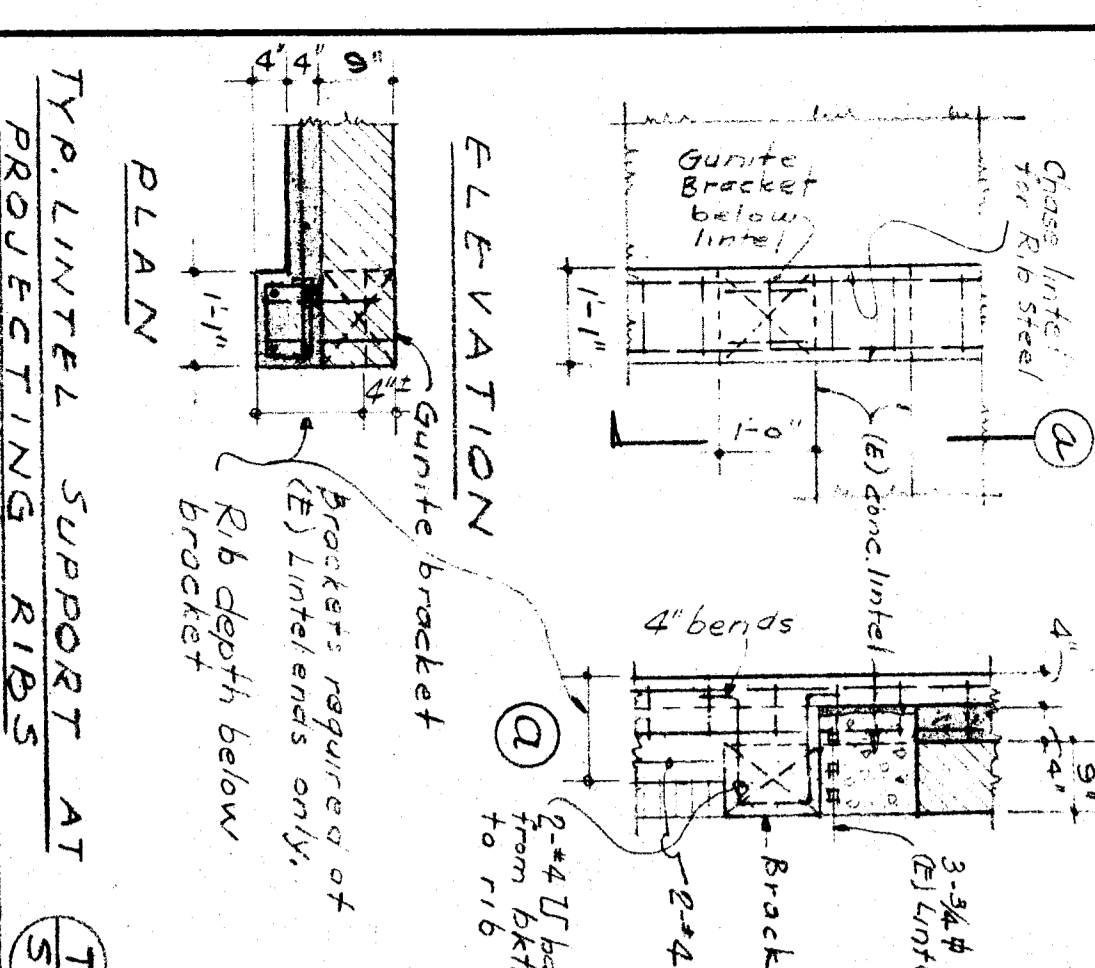 Chase lintel
for Rib Steel
Gunite
Bracket
below
lintel
a
1'-1"
1'-0"
(E) conc. lintel
ELEVATION
4" 4" 9"
1'-1"
4"±
Gunite bracket
PLAN
Brackets required at
(E) Lintel ends only.
Rib depth below
bracket
4" bends
4"
4"
9"
a
3-3/4 ϕ
(E) Linte
Brack
2-#4
2-#4 U ba
from bkt.
to rib
TYP. LINTEL SUPPORT AT
PROJECTING RIBS
T
S